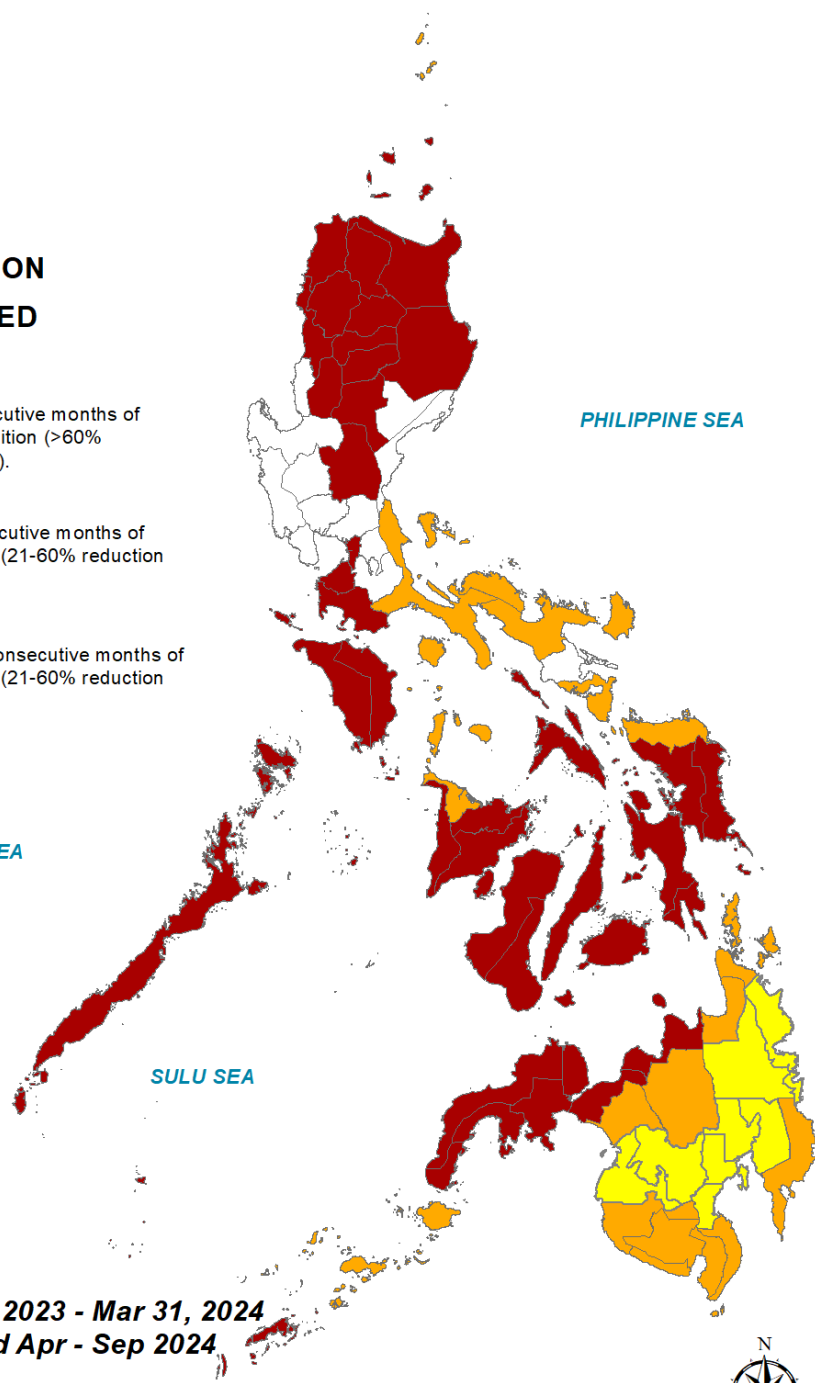 ON
ED
cutive months of
ition (>60%
).
cutive months of
(21-60% reduction
onsecutive months of
(21-60% reduction
PHILIPPINE SEA
EA
SULU SEA
2023 - Mar 31, 2024
d Apr - Sep 2024
N